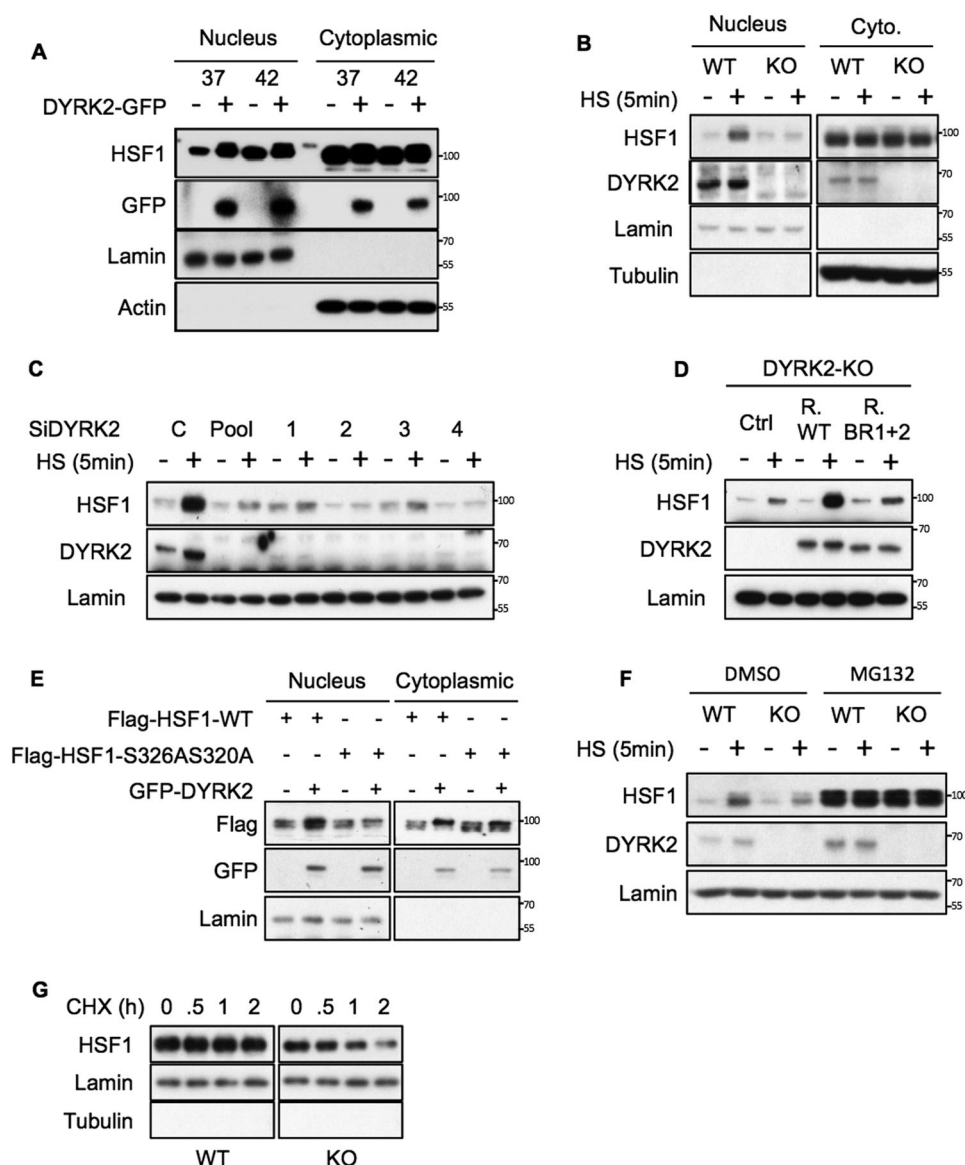 A
Nucleus Cytoplasmic
37 42 37 42
DYRK2-GFP - + - + - + - +
HSF1 100
GFP 100
Lamin 70 55
Actin 55
B
Nucleus Cyto.
WT KO WT KO
HS (5min) - + - + - + - +
HSF1 100
DYRK2 70
Lamin 70 55
Tubulin 55
C
SiDYRK2 C Pool 1 2 3 4
HS (5min) - + - + - + - + - + - +
HSF1 100
DYRK2 70
Lamin 70 55
D
DYRK2-KO
Ctrl R. WT R. BR1+2
HS (5min) - + - + - + 
HSF1 100
DYRK2 70
Lamin 70 55
E
Nucleus Cytoplasmic
Flag-HSF1-WT + + - - + + - -
Flag-HSF1-S326AS320A - - + + - - + +
GFP-DYRK2 - + - + - + - +
Flag 100
GFP 100
Lamin 70 55
F
DMSO MG132
WT KO WT KO
HS (5min) - + - + - + - +
HSF1 100
DYRK2 70
Lamin 70 55
G
CHX (h) 0 .5 1 2 0 .5 1 2
HSF1
Lamin
Tubulin
WT KO